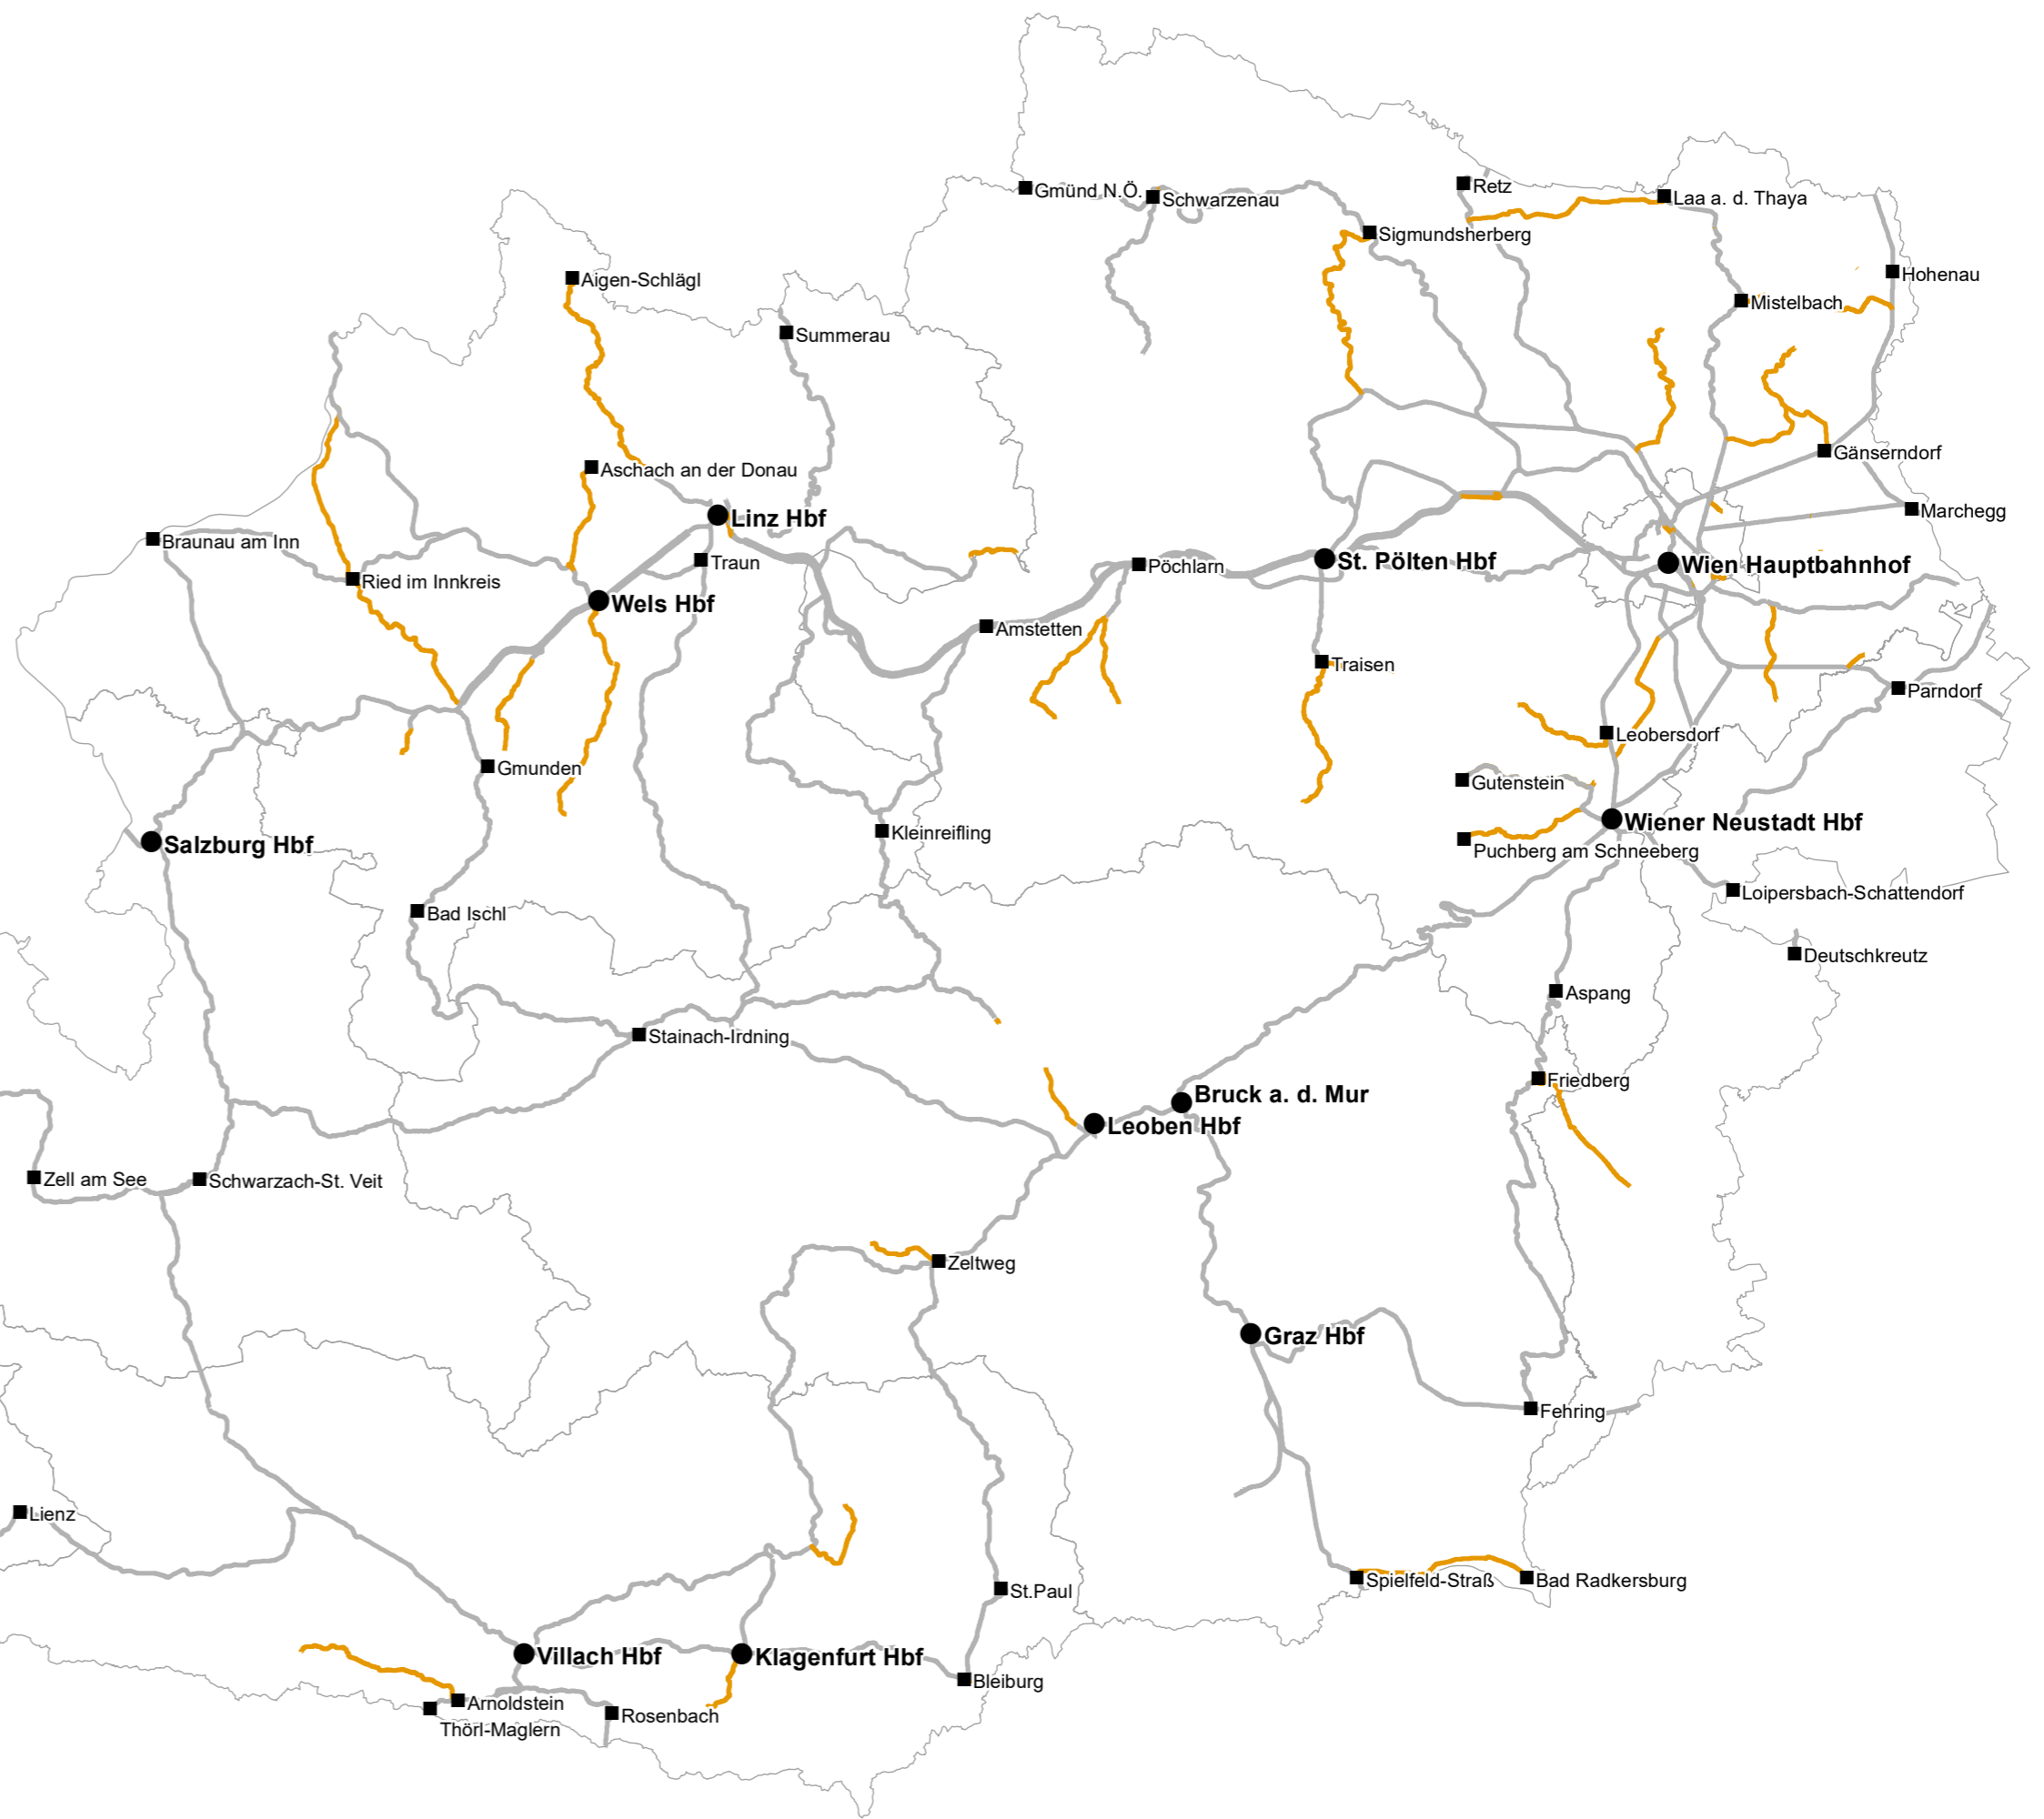 Gmünd N.Ö.
Schwarzenau
Retz
Laa a. d. Thaya
Sigmundsherberg
Hohenau
Aigen-Schlägl
Mistelbach
Summerau
Gänserndorf
Aschach an der Donau
Marchegg
Linz Hbf
Braunau am Inn
Traun
Pöchlarn
St. Pölten Hbf
Wien Hauptbahnhof
Ried im Innkreis
Wels Hbf
Amstetten
Traisen
Parndorf
Leobersdorf
Gmunden
Gutenstein
Wiener Neustadt Hbf
Kleinreifling
Salzburg Hbf
Puchberg am Schneeberg
Loipersbach-Schattendorf
Bad Ischl
Deutschkreutz
Aspang
Stainach-Irdning
Friedberg
Bruck a. d. Mur
Leoben Hbf
Zell am See
Schwarzach-St. Veit
Zeltweg
Graz Hbf
Fehring
Lienz
Spielfeld-Straß
Bad Radkersburg
St.Paul
Villach Hbf
Klagenfurt Hbf
Bleiburg
Arnoldstein
Rosenbach
Thörl-Maglern